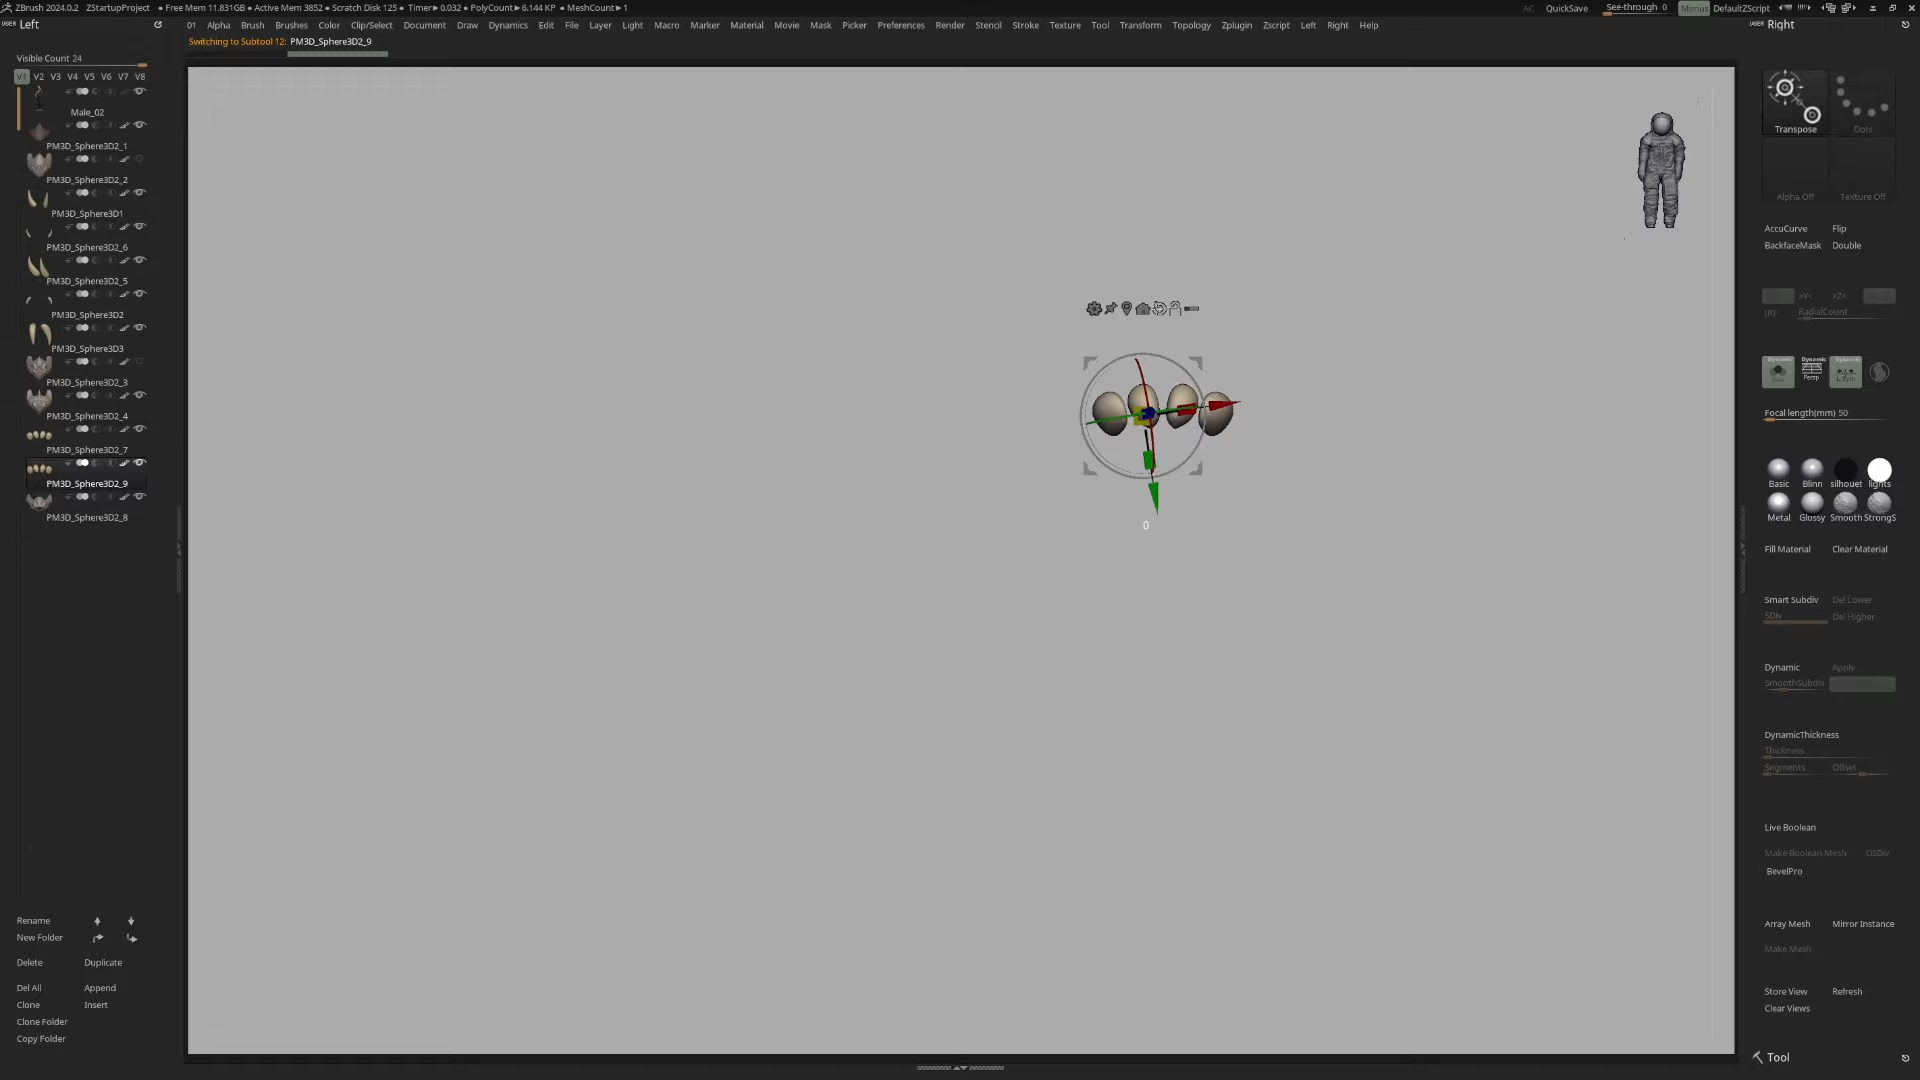 ZBrush 2024.0.2 ZStartupProject • Free Mem 11.831GB • Active Mem 3852 • Scratch Disk 125 • Timer▶0.032 • PolyCount▶6.144 KP • MeshCount▶1
AC QuickSave See-through 0 Menus DefaultZScript
Left
01 Alpha Brush Brushes Color Clip/Select Document Draw Dynamics Edit File Layer Light Macro Marker Material Movie Mask Picker Preferences Render Stencil Stroke Texture Tool Transform Topology Zplugin Zscript Left Right Help
Right
Switching to Subtool 12: PM3D_Sphere3D2_9
Visible Count 24
V1 V2 V3 V4 V5 V6 V7 V8
Male_02
PM3D_Sphere3D2_1
PM3D_Sphere3D2_2
PM3D_Sphere3D1
PM3D_Sphere3D2_6
PM3D_Sphere3D2_5
PM3D_Sphere3D2
PM3D_Sphere3D3
PM3D_Sphere3D2_3
PM3D_Sphere3D2_4
PM3D_Sphere3D2_7
PM3D_Sphere3D2_9
PM3D_Sphere3D2_8
Rename
New Folder
Delete Duplicate
Del All Append
Clone Insert
Clone Folder
Copy Folder
0
Transpose Dots
Alpha Off Texture Off
AccuCurve Flip
BackfaceMask Double
>Y< >Z<
(R) RadialCount
Dynamic Dynamic Dynamic
Persp L.Sym
Focal length(mm) 50
Basic Blinn silhouet lights
Metal Glossy Smooth StrongS
Fill Material Clear Material
Smart Subdiv Del Lower
SDiv Del Higher
Dynamic Apply
SmoothSubdiv
DynamicThickness
Thickness
Segments Offset
Live Boolean
Make Boolean Mesh DSDiv
BevelPro
Array Mesh Mirror Instance
Make Mesh
Store View Refresh
Clear Views
Tool